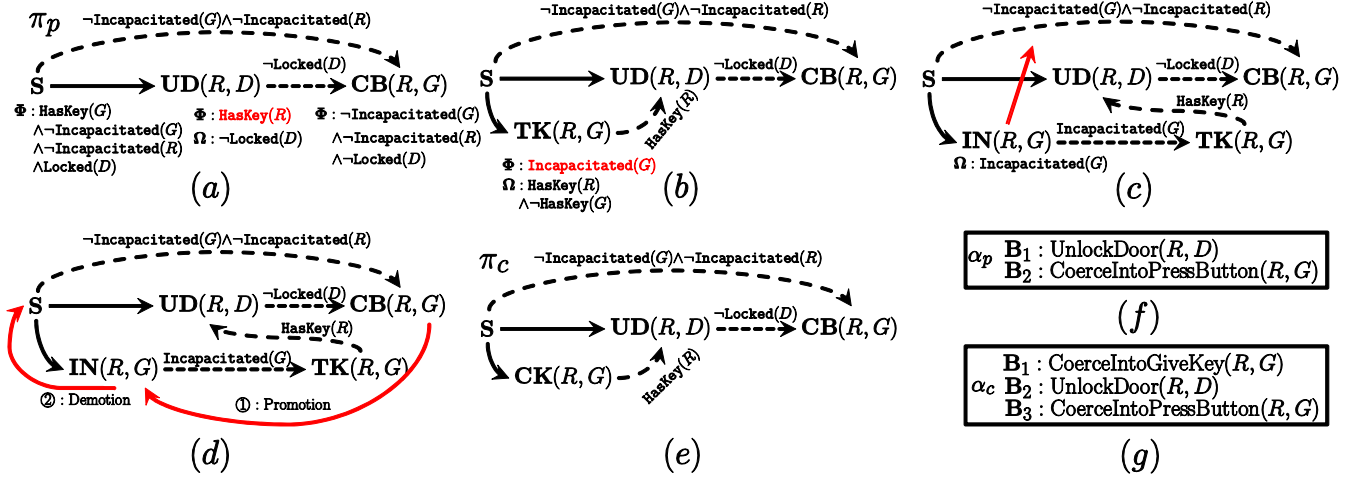 π_p
¬Incapacitated(G)∧¬Incapacitated(R)
S
UD(R, D)
¬Locked(D)
CB(R, G)
Φ : HasKey(G)
∧¬Incapacitated(G)
∧¬Incapacitated(R)
∧Locked(D)
Φ : HasKey(R)
Ω : ¬Locked(D)
Φ : ¬Incapacitated(G)
∧¬Incapacitated(R)
∧¬Locked(D)
(a)
¬Incapacitated(G)∧¬Incapacitated(R)
S
UD(R, D)
¬Locked(D)
CB(R, G)
TK(R, G)
HasKey(R)
Φ : Incapacitated(G)
Ω : HasKey(R)
∧¬HasKey(G)
(b)
¬Incapacitated(G)∧¬Incapacitated(R)
S
UD(R, D)
¬Locked(D)
CB(R, G)
HasKey(R)
IN(R, G)
Incapacitated(G)
TK(R, G)
Ω : Incapacitated(G)
(c)
¬Incapacitated(G)∧¬Incapacitated(R)
S
UD(R, D)
¬Locked(D)
CB(R, G)
HasKey(R)
IN(R, G)
Incapacitated(G)
TK(R, G)
② : Demotion
① : Promotion
(d)
π_c
¬Incapacitated(G)∧¬Incapacitated(R)
S
UD(R, D)
¬Locked(D)
CB(R, G)
CK(R, G)
HasKey(R)
(e)
α_p
B₁ : UnlockDoor(R, D)
B₂ : CoerceIntoPressButton(R, G)
(f)
B₁ : CoerceIntoGiveKey(R, G)
α_c B₂ : UnlockDoor(R, D)
B₃ : CoerceIntoPressButton(R, G)
(g)